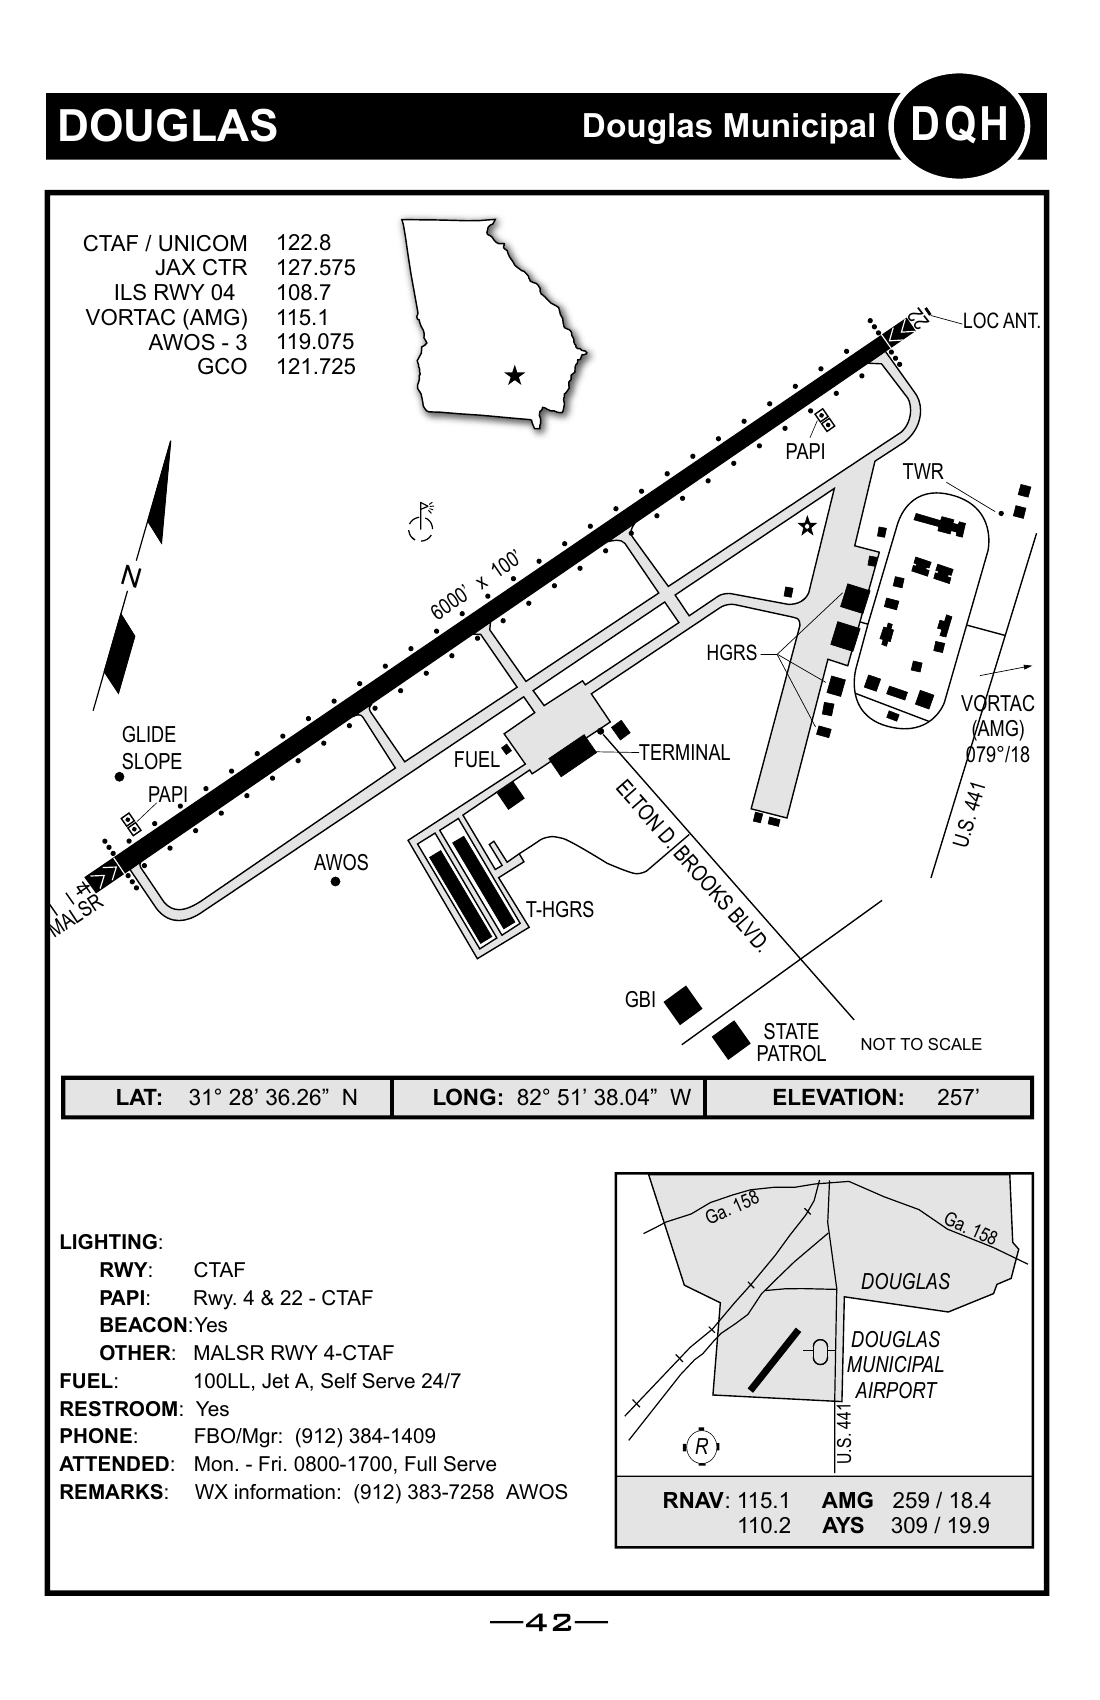 DOUGLAS
Douglas Municipal
DQH
CTAF / UNICOM 122.8
JAX CTR 127.575
ILS RWY 04 108.7
VORTAC (AMG) 115.1
AWOS - 3 119.075
GCO 121.725
22
LOC ANT.
PAPI
TWR
N
6000’ x 100’
HGRS
VORTAC
(AMG)
079°/18
GLIDE
SLOPE
PAPI
FUEL
TERMINAL
U.S. 441
ELTON D. BROOKS BLVD.
AWOS
4
MALSR
T-HGRS
GBI
STATE
PATROL
NOT TO SCALE
LAT: 31° 28’ 36.26” N LONG: 82° 51’ 38.04” W ELEVATION: 257’
LIGHTING:
RWY: CTAF
PAPI: Rwy. 4 & 22 - CTAF
BEACON: Yes
OTHER: MALSR RWY 4-CTAF
FUEL: 100LL, Jet A, Self Serve 24/7
RESTROOM: Yes
PHONE: FBO/Mgr: (912) 384-1409
ATTENDED: Mon. - Fri. 0800-1700, Full Serve
REMARKS: WX information: (912) 383-7258 AWOS
Ga. 158
Ga. 158
DOUGLAS
DOUGLAS
MUNICIPAL
AIRPORT
U.S. 441
R
RNAV: 115.1 AMG 259 / 18.4
110.2 AYS 309 / 19.9
42